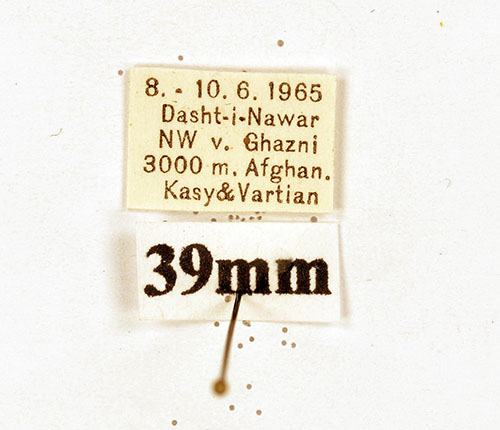 8. - 10. 6. 1965
Dasht-i-Nawar
NW v. Ghazni
3000 m, Afghan.
Kasy&Vartian
39mm